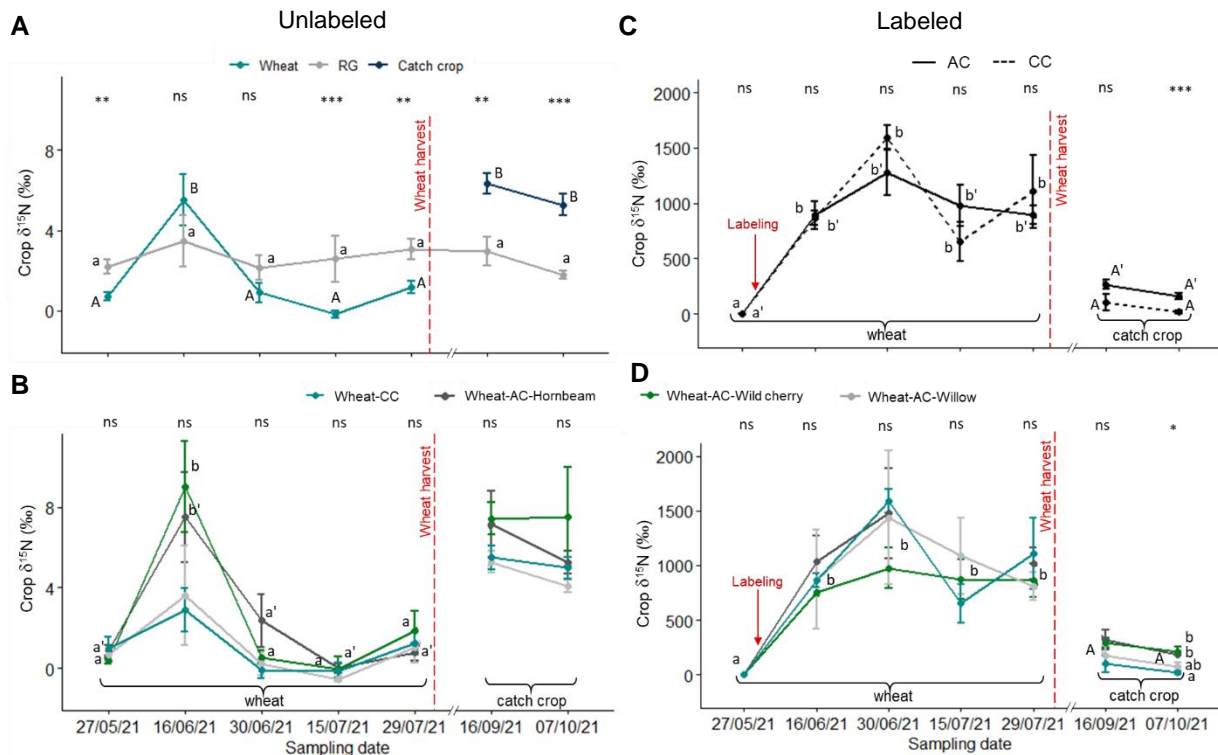 Unlabeled
Labeled
A
Wheat RG Catch crop
** ns ns *** ** ** ***
8
4
0
Crop δ15N (‰)
B
B
B
a a a a a a a
A A A A
Wheat harvest
C
AC CC
ns ns ns ns ns ns ***
2000
1500
1000
500
0
Crop δ15N (‰)
Labeling
a a'
b b'
b b'
b' b
b b'
A' A'
A A
Wheat harvest
wheat
catch crop
B
Wheat-CC Wheat-AC-Hornbeam
ns ns ns ns ns ns ns
8
4
0
Crop δ15N (‰)
a' a
b
b'
a'
a
a a'
a a'
Wheat harvest
wheat
catch crop
27/05/21 16/06/21 30/06/21 15/07/21 29/07/21 16/09/21 07/10/21
Sampling date
D
Wheat-AC-Wild cherry Wheat-AC-Willow
ns ns ns ns ns ns *
2000
1500
1000
500
0
Crop δ15N (‰)
Labeling
a
b
b
b
b
A
A
b
b
ab
a
Wheat harvest
wheat
catch crop
27/05/21 16/06/21 30/06/21 15/07/21 29/07/21 16/09/21 07/10/21
Sampling date